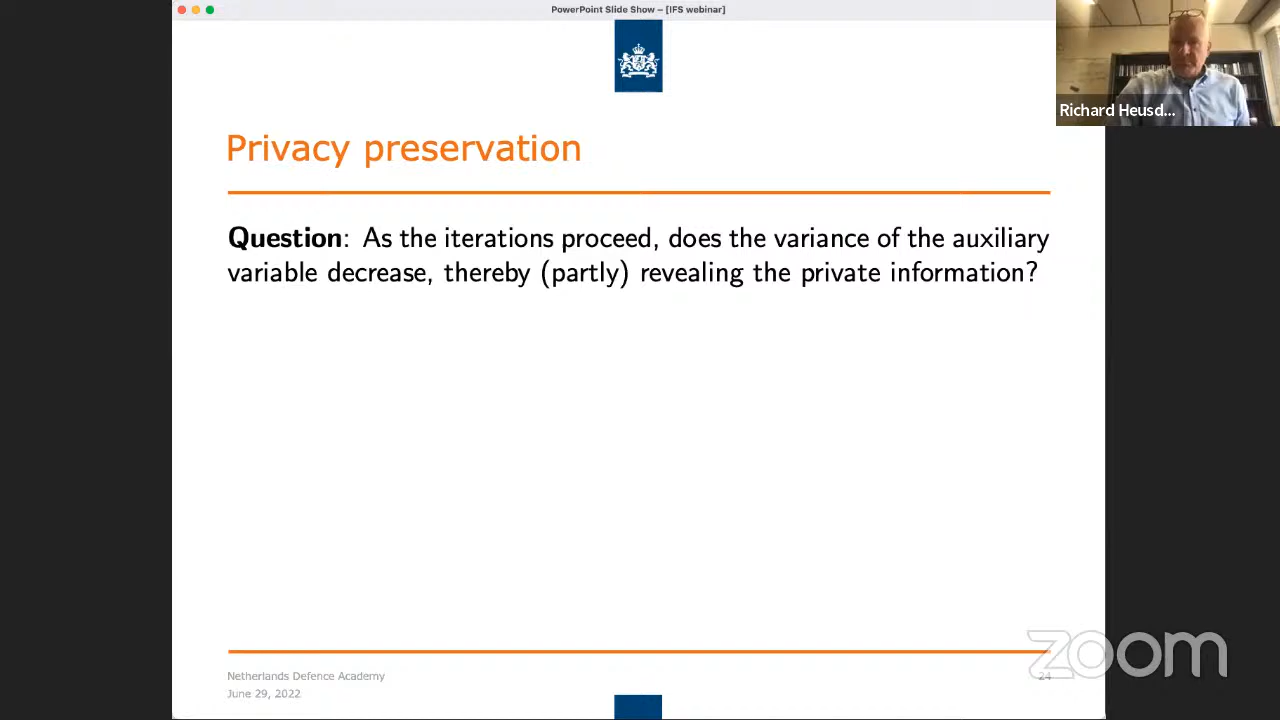 PowerPoint Slide Show – [IFS webinar]
Richard Heusd...
Privacy preservation
Question: As the iterations proceed, does the variance of the auxiliary
variable decrease, thereby (partly) revealing the private information?
Netherlands Defence Academy
June 29, 2022
24
zoom